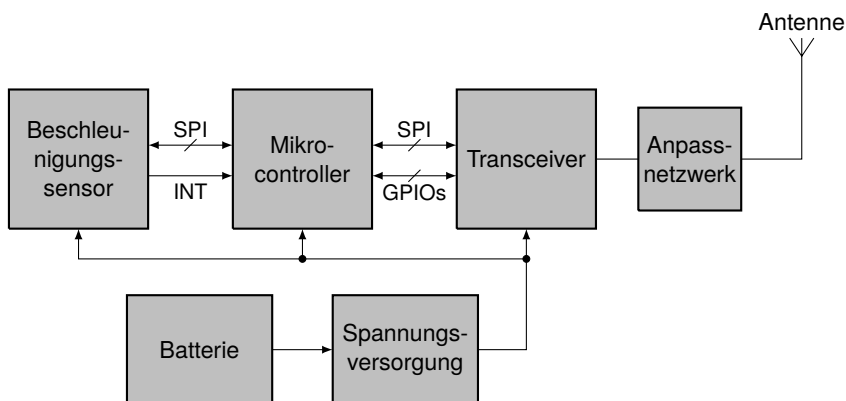 Antenne
Beschleu-
nigungs-
sensor
SPI
INT
Mikro-
controller
SPI
GPIOs
Transceiver
Anpass-
netzwerk
Batterie
Spannungs-
versorgung